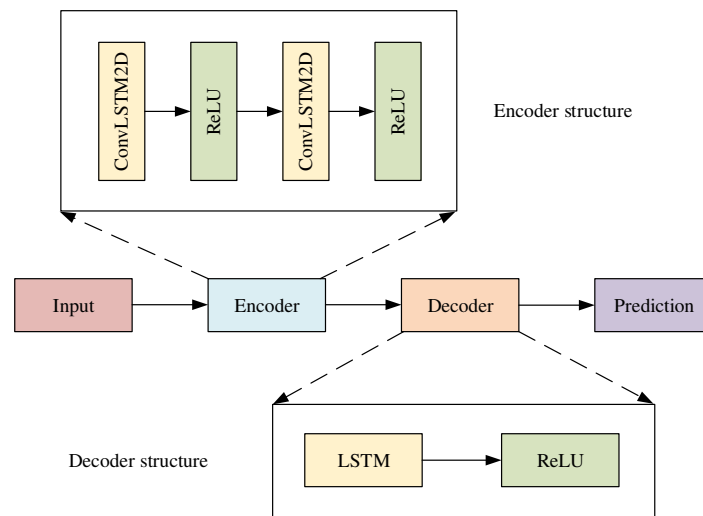 ConvLSTM2D
ReLU
ConvLSTM2D
ReLU
Encoder structure
Input
Encoder
Decoder
Prediction
Decoder structure
LSTM
ReLU